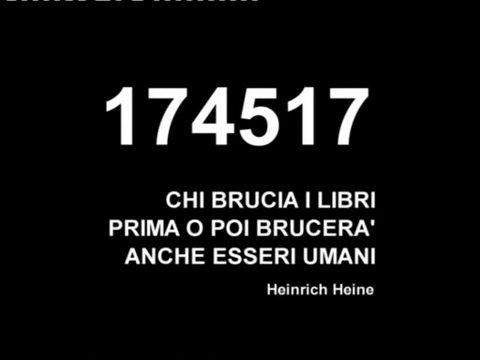 174517
CHI BRUCIA I LIBRI
PRIMA O POI BRUCERA'
ANCHE ESSERI UMANI
Heinrich Heine